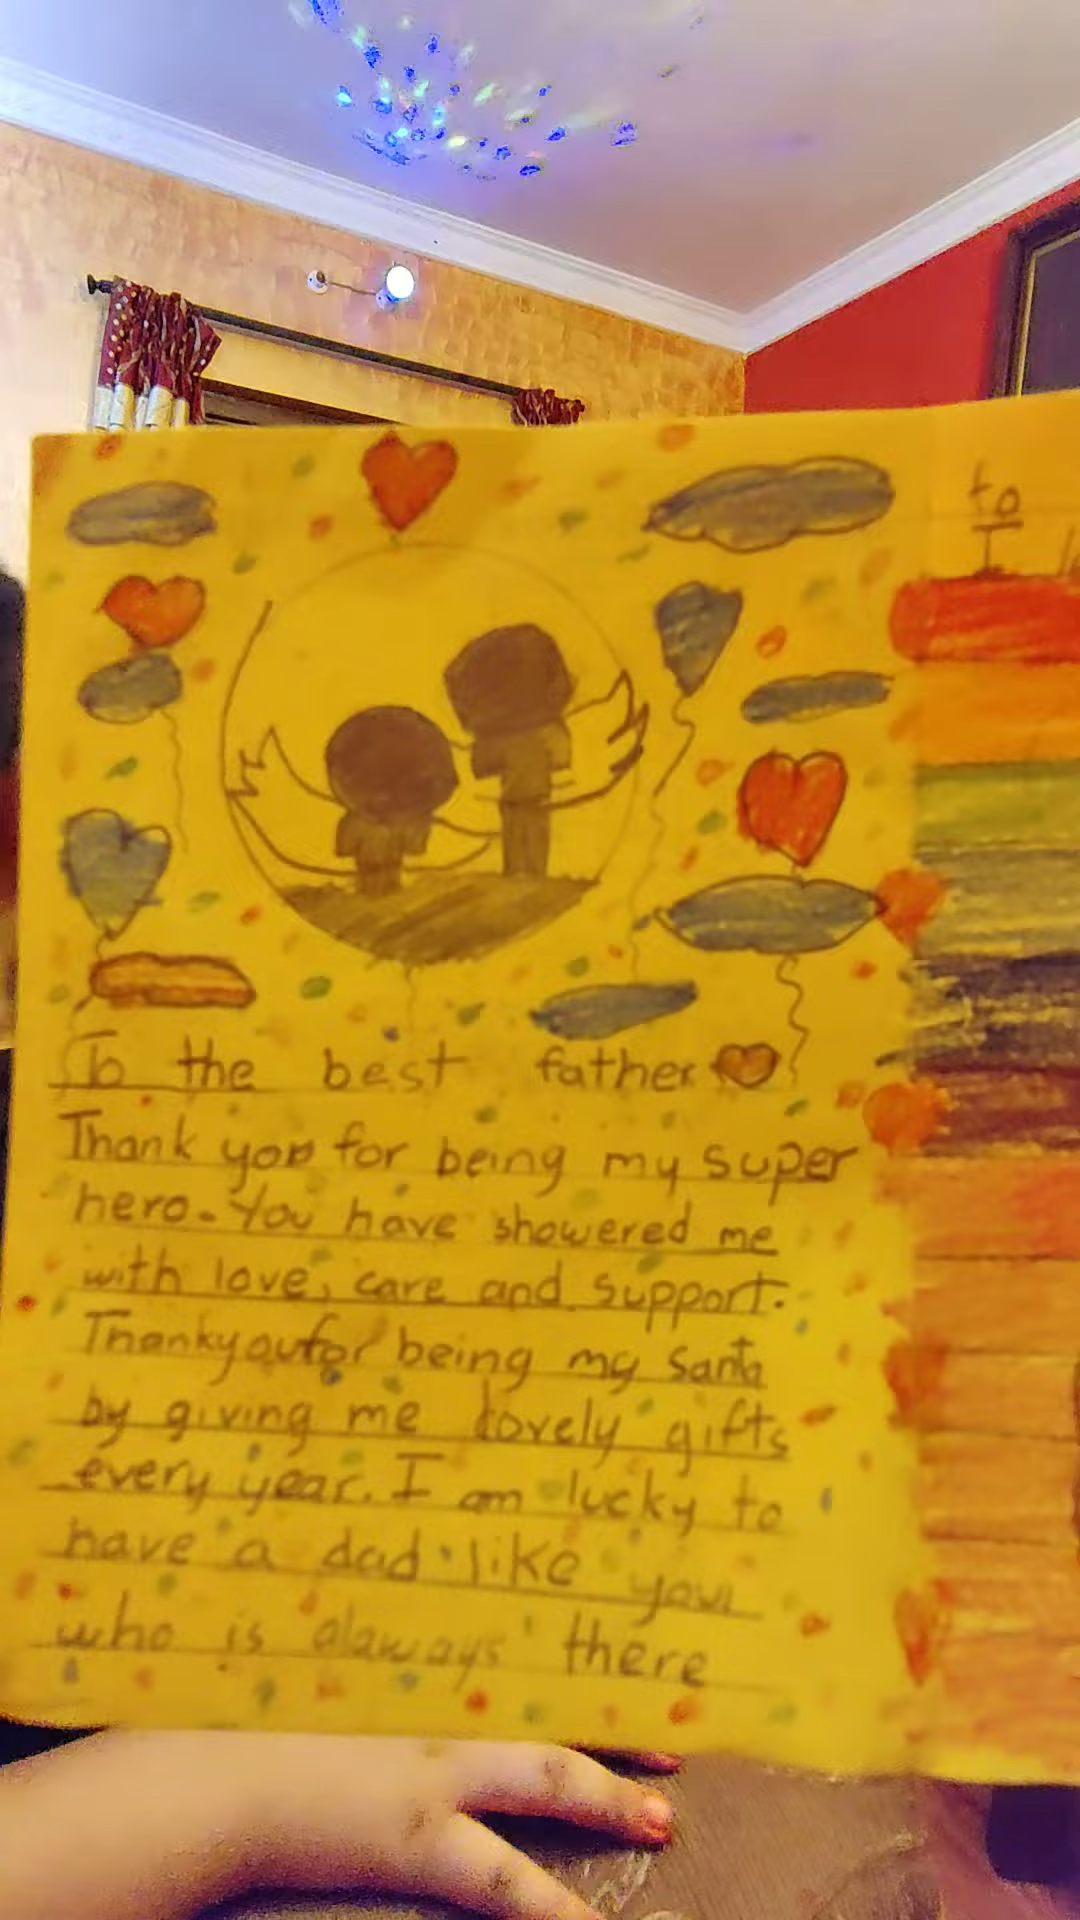 To the best father
Thank you for being my super
hero. You have showered me
with love, care and support.
Thankyoufor being my santa
by giving me lovely gifts
every year. I am lucky to
have a dad like you
who is alaways there
to
I